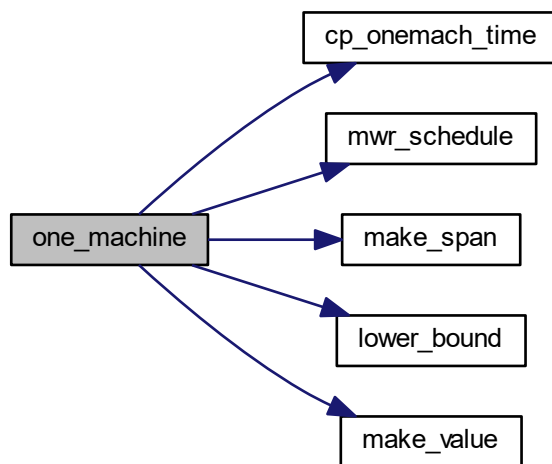 cp_onemach_time
mwr_schedule
one_machine
make_span
lower_bound
make_value